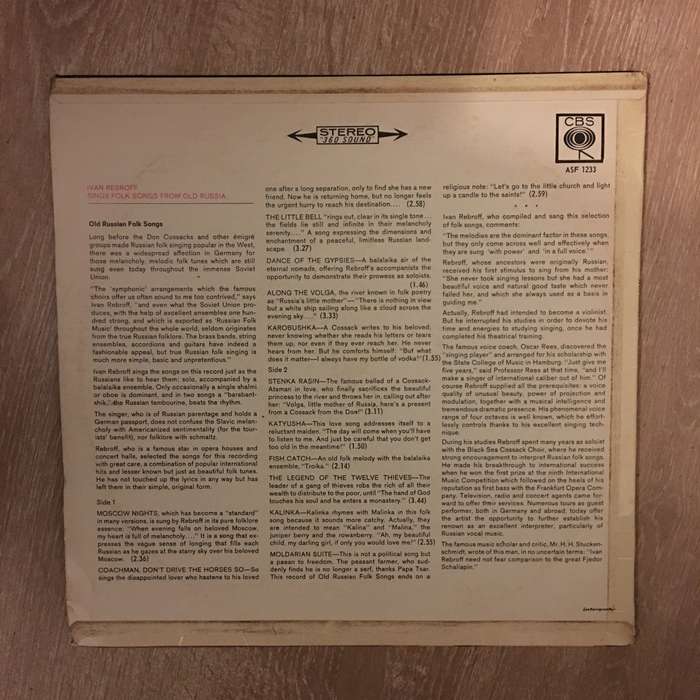 STEREO
"360 SOUND"
CBS
ASF 1233
IVAN REBROFF
SINGS FOLK SONGS FROM OLD RUSSIA
Old Russian Folk Songs
Long before the Don Cossacks and other émigré
groups made Russian folk singing popular in the West,
there was a widespread affection in Germany for
those melancholy, melodic folk tunes which are still
sung even today throughout the immense Soviet
Union.
"The 'symphonic' arrangements which the famous
choirs offer us often sound to me too contrived," says
Ivan Rebroff, "and even what the Soviet Union pro-
duces, with the help of excellent ensembles one hun-
dred strong, and which is exported as 'Russian Folk
Music' throughout the whole world, seldom originates
from the true Russian folklore. The brass bands, string
ensembles, accordions and guitars have indeed a
fashionable appeal, but true Russian folk singing is
much more simple, basic and unpretentious."
Ivan Rebroff sings the songs on this record just as the
Russians like to hear them: solo, accompanied by a
balalaika ensemble. Only occasionally a single shalmi
or oboe is dominant, and in two songs a "barabant-
shik," the Russian tambourine, beats the rhythm.
The singer, who is of Russian parentage and holds a
German passport, does not confuse the Slavic melan-
choly with Americanized sentimentality (for the tour-
ists' benefit), nor folklore with schmaltz.
Rebroff, who is a famous star in opera houses and
concert halls, selected the songs for this recording
with great care, a combination of popular international
hits and lesser known but just as beautiful folk tunes.
He has not touched up the lyrics in any way but has
left them in their simple, original form.
Side 1
MOSCOW NIGHTS, which has become a "standard"
in many versions, is sung by Rebroff in its pure folklore
essence: "When evening falls on beloved Moscow,
my heart is full of melancholy...." It is a song that ex-
presses the vague sense of longing that fills each
Russian as he gazes at the starry sky over his beloved
Moscow. (2.36)
COACHMAN, DON'T DRIVE THE HORSES SO—So
sings the disappointed lover who hastens to his loved
one after a long separation, only to find she has a new
friend. Now he is returning home, but no longer feels
the urgent hurry to reach his destination.... (2.58)
THE LITTLE BELL "rings out, clear in its single tone...
the fields lie still and infinite in their melancholy
serenity...." A song expressing the dimensions and
enchantment of a peaceful, limitless Russian land-
scape. (3.27)
DANCE OF THE GYPSIES—A balalaika air of the
eternal nomads, offering Rebroff's accompanists the
opportunity to demonstrate their prowess as soloists.
(1.46)
ALONG THE VOLGA, the river known in folk poetry
as "Russia's little mother"—"There is nothing in view
but a white ship sailing along like a cloud across the
evening sky...." (3.33)
KAROBUSHKA—A Cossack writes to his beloved,
never knowing whether she reads his letters or tears
them up, nor even if they ever reach her. He never
hears from her. But he comforts himself: "But what
does it matter—I always have my bottle of vodka!" (1.55)
Side 2
STENKA RASIN—The famous ballad of a Cossack-
Ataman in love, who finally sacrifices the beautiful
princess to the river and throws her in, calling out after
her: "Volga, little mother of Russia, here's a present
from a Cossack from the Don!" (3.11)
KATYUSHA—This love song addresses itself to a
reluctant maiden. "The day will come when you'll have
to listen to me. And just be careful that you don't get
too old in the meantime!" (1.50)
FISH CATCH—An old folk melody with the balalaika
ensemble, "Troika." (2.14)
THE LEGEND OF THE TWELVE THIEVES—The
leader of a gang of thieves robs the rich of all their
wealth to distribute to the poor, until "The hand of God
touches his soul and he enters a monastery." (3.44)
KALINKA—Kalinka rhymes with Malinka in this folk
song because it sounds more catchy. Actually, they
are intended to mean: "Kalina" and "Malina," the
juniper berry and the rowanberry. "Ah, my beautiful
child, my darling girl, if only you would love me!" (2.55)
MOLDARIAN SUITE—This is not a political song but
a paean to freedom. The peasant farmer, who sud-
denly finds he is no longer a serf, thanks Papa Tsar.
This record of Old Russian Folk Songs ends on a
religious note: "Let's go to the little church and light
up a candle to the saints!" (2.59)
* * *
Ivan Rebroff, who compiled and sang this selection
of folk songs, comments:
"The melodies are the dominant factor in these songs,
but they only come across well and effectively when
they are sung 'with power' and 'in a full voice.'"
Rebroff, whose ancestors were originally Russian,
received his first stimulus to sing from his mother:
"She never took singing lessons but she had a most
beautiful voice and natural good taste which never
failed her, and which she always used as a basis in
guiding me."
Actually, Rebroff had intended to become a violinist.
But he interrupted his studies in order to devote his
time and energies to studying singing, once he had
completed his theatrical training.
The famous voice coach, Oscar Rees, discovered the
"singing player" and arranged for his scholarship with
the State College of Music in Hamburg. "Just give me
five years," said Professor Rees at that time, "and I'll
make a singer of international caliber out of him." Of
course Rebroff supplied all the prerequisites: a voice
quality of unusual beauty, power of projection and
modulation, together with a musical intelligence and
tremendous dramatic presence. His phenomenal voice
range of four octaves is well known, which he effort-
lessly controls thanks to his excellent singing tech-
nique.
During his studies Rebroff spent many years as soloist
with the Black Sea Cossack Choir, where he received
strong encouragement to interpret Russian folk songs.
He made his breakthrough to international success
when he won the first prize at the ninth International
Music Competition which followed on the heels of his
reputation as first bass with the Frankfurt Opera Com-
pany. Television, radio and concert agents came for-
ward to offer their services. Numerous tours as guest
performer, both in Germany and abroad, today offer
the artist the opportunity to further establish his
renown as an excellent interpreter, particularly of
Russian vocal music.
The famous music scholar and critic, Mr. H. H. Stucken-
schmidt, wrote of this man, in no uncertain terms: "Ivan
Rebroff need not fear comparison to the great Fjedor
Schaliapin."